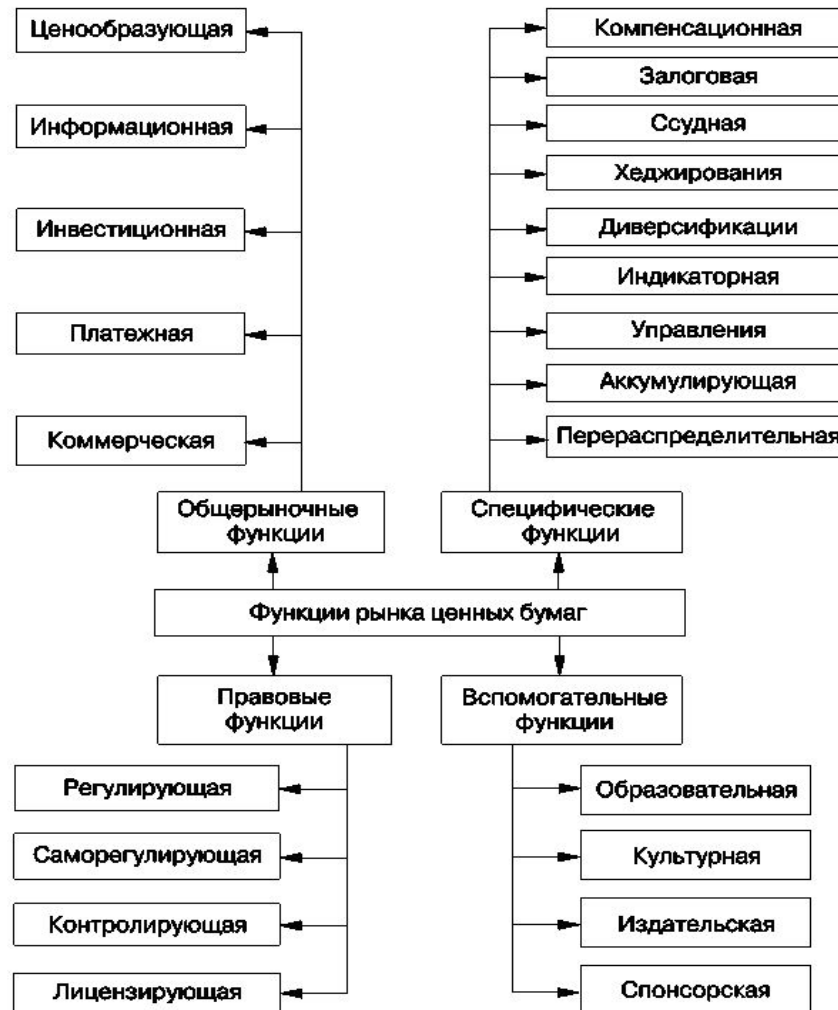 Ценообразующая
Информационная
Инвестиционная
Платежная
Коммерческая
Общерыночные
функции
Компенсационная
Залоговая
Ссудная
Хеджирования
Диверсификации
Индикаторная
Управления
Аккумулирующая
Перераспределительная
Специфические
функции
Функции рынка ценных бумаг
Правовые
функции
Регулирующая
Саморегулирующая
Контролирующая
Лицензирующая
Вспомогательные
функции
Образовательная
Культурная
Издательская
Спонсорская